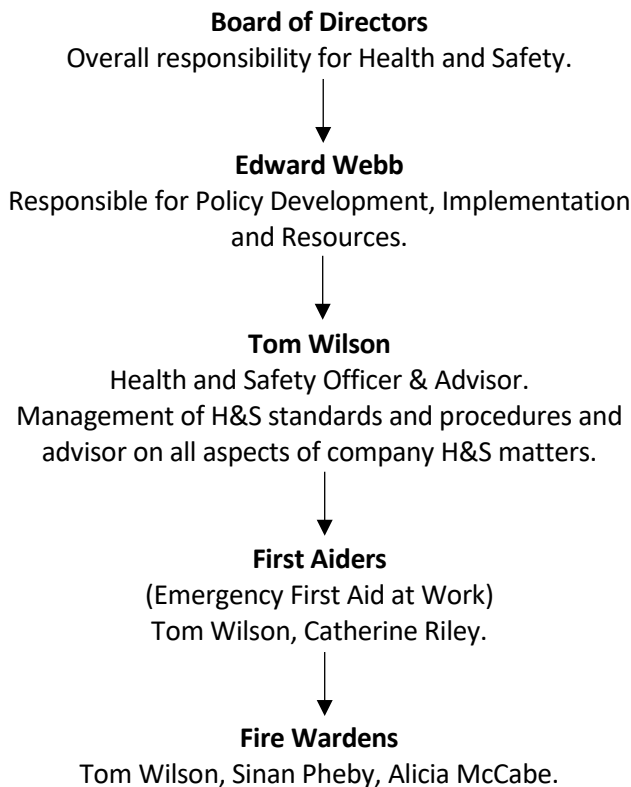 Board of Directors
Overall responsibility for Health and Safety.
Edward Webb
Responsible for Policy Development, Implementation
and Resources.
Tom Wilson
Health and Safety Officer & Advisor.
Management of H&S standards and procedures and
advisor on all aspects of company H&S matters.
First Aiders
(Emergency First Aid at Work)
Tom Wilson, Catherine Riley.
Fire Wardens
Tom Wilson, Sinan Pheby, Alicia McCabe.